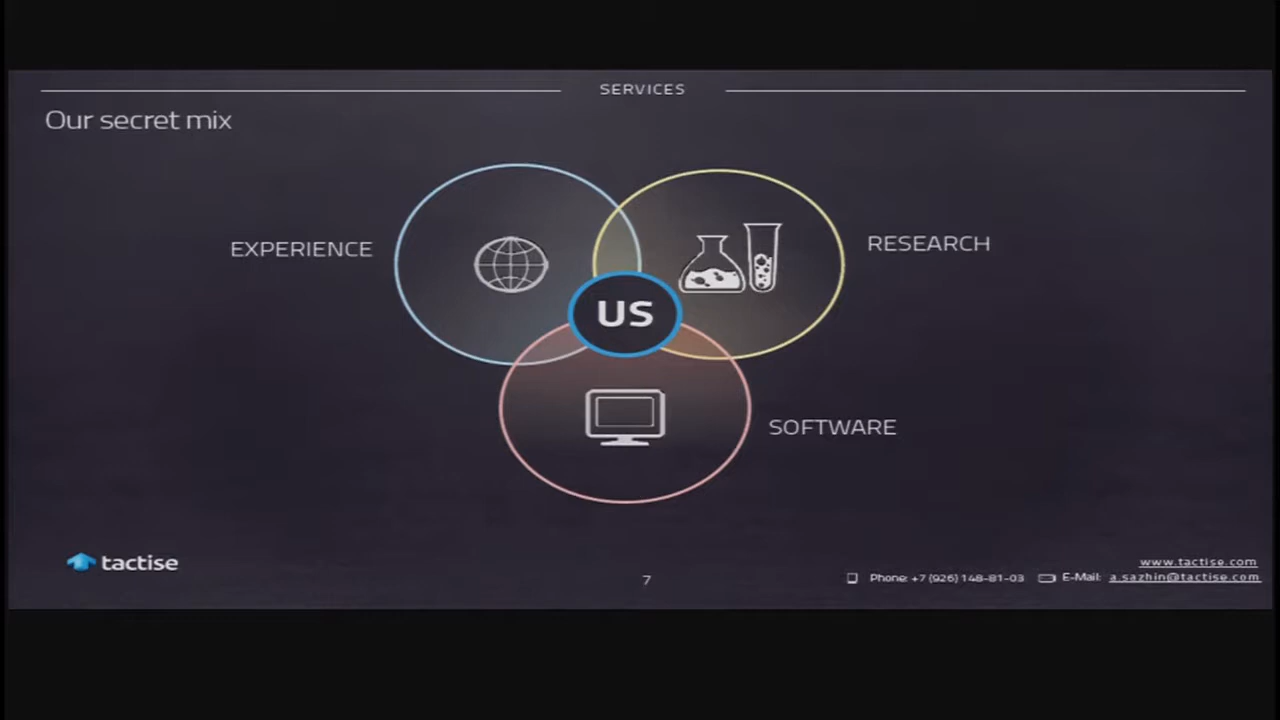 SERVICES
Our secret mix
EXPERIENCE
RESEARCH
US
SOFTWARE
tactise
www.tactise.com
7
Phone: +7 (926) 148-81-03 E-Mail: a.sazhin@tactise.com